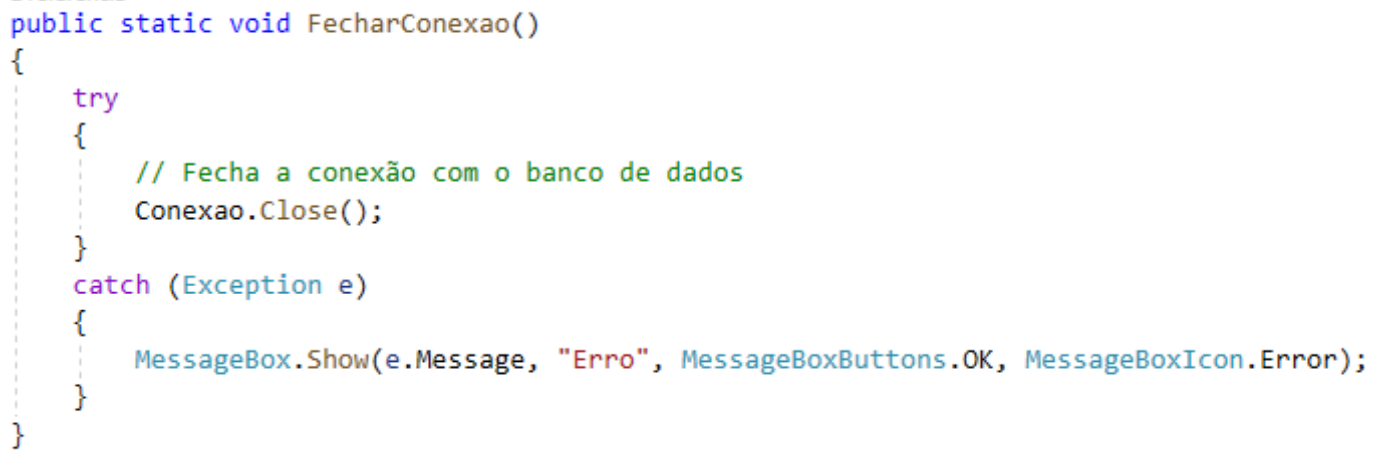 public static void FecharConexao()
{
try
{
// Fecha a conexão com o banco de dados
Conexao.Close();
}
catch (Exception e)
{
MessageBox.Show(e.Message, "Erro", MessageBoxButtons.OK, MessageBoxIcon.Error);
}
}